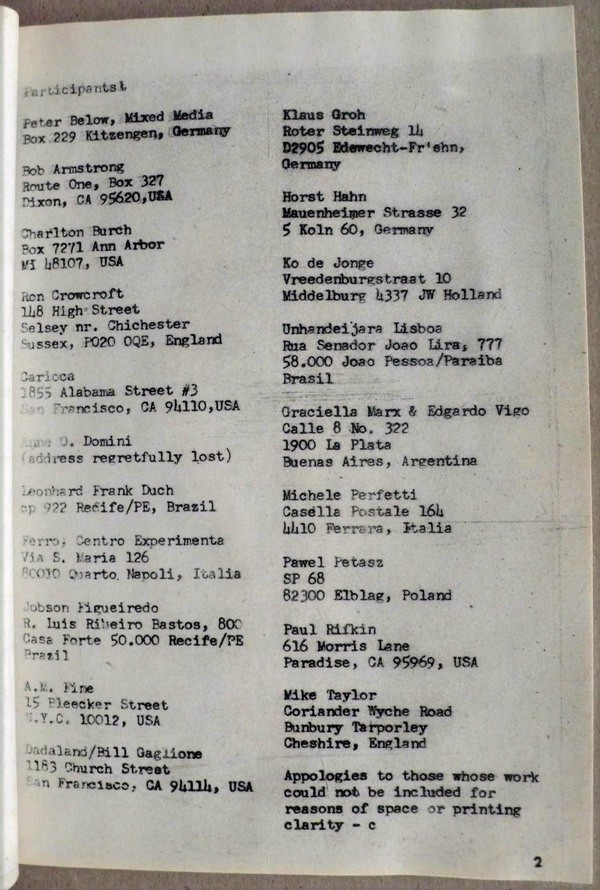 Participants:
Peter Below, Mixed Media
Box 229 Kitzengen, Germany
Bob Armstrong
Route One, Box 327
Dixon, CA 95620,USA
Charlton Burch
Box 7271 Ann Arbor
MI 48107, USA
Ron Crowcroft
148 High Street
Selsey nr. Chichester
Sussex, PO20 0QE, England
Carioca
1855 Alabama Street #3
San Francisco, CA 94110,USA
Anne O. Domini
(address regretfully lost)
Leonhard Frank Duch
cp 922 Recife/PE, Brazil
Ferro, Centro Experimenta
Via S. Maria 126
80010 Quarto, Napoli, Italia
Jobson Figueiredo
R. Luis Ribeiro Bastos, 800
Casa Forte 50.000 Recife/PE
Brazil
A.M. Fine
15 Bleecker Street
N.Y.C. 10012, USA
Dadaland/Bill Gaglione
1183 Church Street
San Francisco, CA 94114, USA
Klaus Groh
Roter Steinweg 14
D2905 Edewecht-Fr'ehn,
Germany
Horst Hahn
Mauenheimer Strasse 32
5 Koln 60, Germany
Ko de Jonge
Vreedenburgstraat 10
Middelburg 4337 JW Holland
Unhandeijara Lisboa
Rua Senador Joao Lira, 777
58.000 Joao Pessoa/Paraiba
Brasil
Graciella Marx & Edgardo Vigo
Calle 8 No. 322
1900 La Plata
Buenas Aires, Argentina
Michele Perfetti
Casella Postale 164
4410 Ferrara, Italia
Pawel Petasz
SP 68
82300 Elblag, Poland
Paul Rifkin
616 Morris Lane
Paradise, CA 95969, USA
Mike Taylor
Coriander Wyche Road
Bunbury Tarporley
Cheshire, England
Appologies to those whose work
could not be included for
reasons of space or printing
clarity - c
2